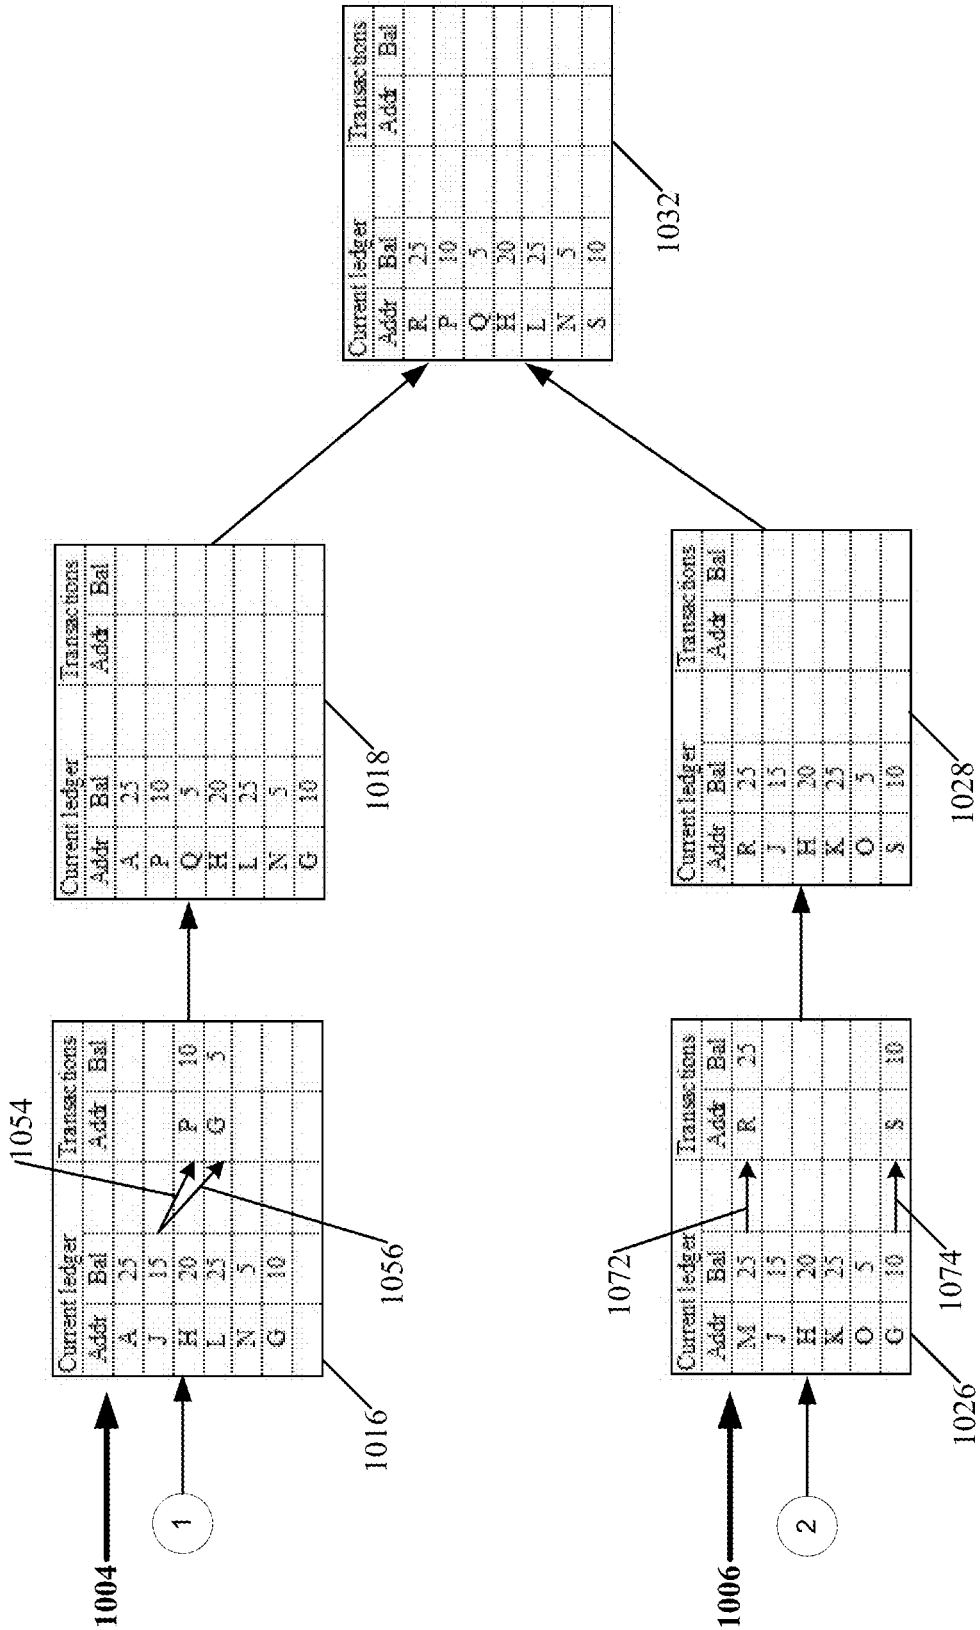 1004
1
Current ledger Transactions
Addr Bal Addr Bal
A 25
J 15
H 20 P 10
L 25 G 5
N 5
G 10
1054
1056
1016
Current ledger Transactions
Addr Bal Addr Bal
A 25
P 10
Q 5
H 20
L 25
N 5
G 10
1018
Current ledger Transactions
Addr Bal Addr Bal
R 25
P 10
Q 5
H 20
L 25
N 5
S 10
1032
1006
2
1072
Current ledger Transactions
Addr Bal Addr Bal
M 25 R 25
J 15
H 20
K 25
O 5
G 10 S 10
1074
1026
Current ledger Transactions
Addr Bal Addr Bal
R 25
J 15
H 20
K 25
O 5
S 10
1028